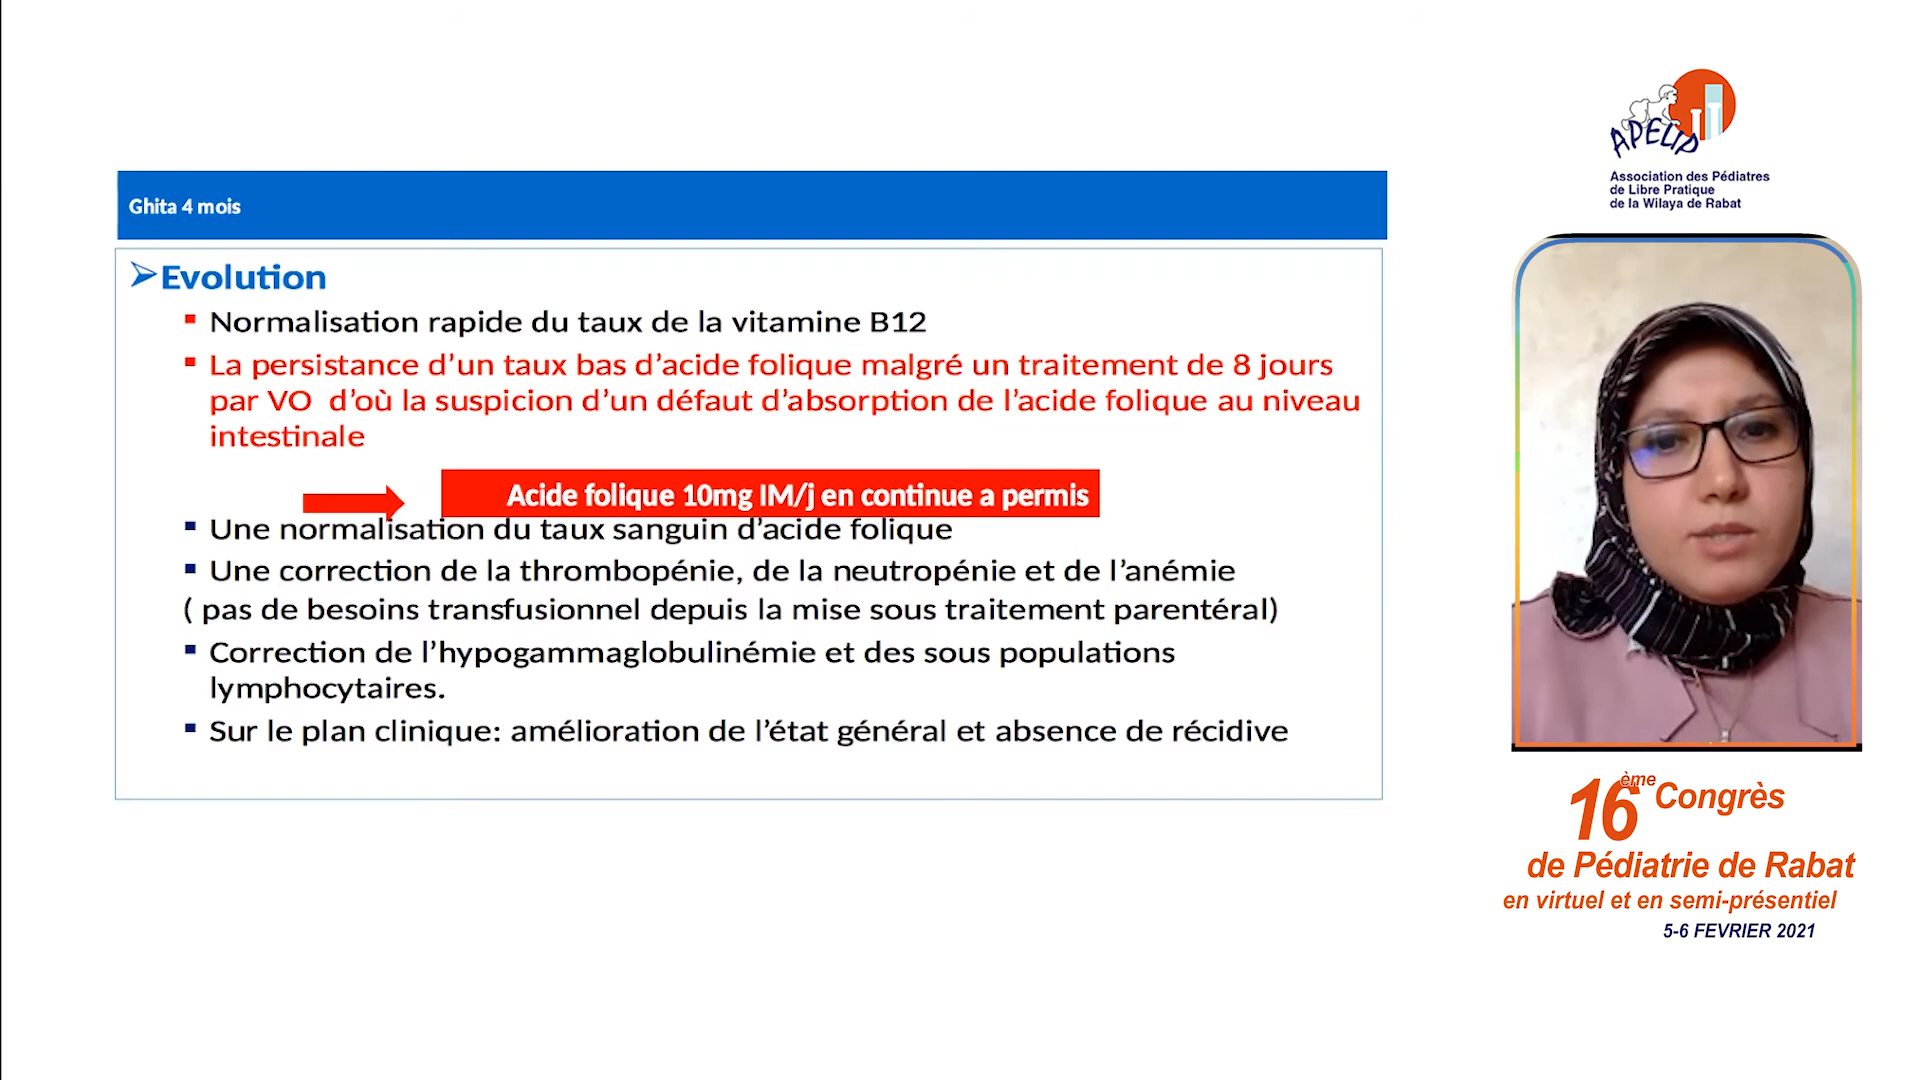 Ghita 4 mois
Evolution
Normalisation rapide du taux de la vitamine B12
La persistance d’un taux bas d’acide folique malgré un traitement de 8 jours
par VO d’où la suspicion d’un défaut d’absorption de l’acide folique au niveau
intestinale
Acide folique 10mg IM/j en continue a permis
Une normalisation du taux sanguin d’acide folique
Une correction de la thrombopénie, de la neutropénie et de l’anémie
( pas de besoins transfusionnel depuis la mise sous traitement parentéral)
Correction de l’hypogammaglobulinémie et des sous populations
lymphocytaires.
Sur le plan clinique: amélioration de l’état général et absence de récidive
APELIP
Association des Pédiatres
de Libre Pratique
de la Wilaya de Rabat
16ème Congrès
de Pédiatrie de Rabat
en virtuel et en semi-présentiel
5-6 FEVRIER 2021